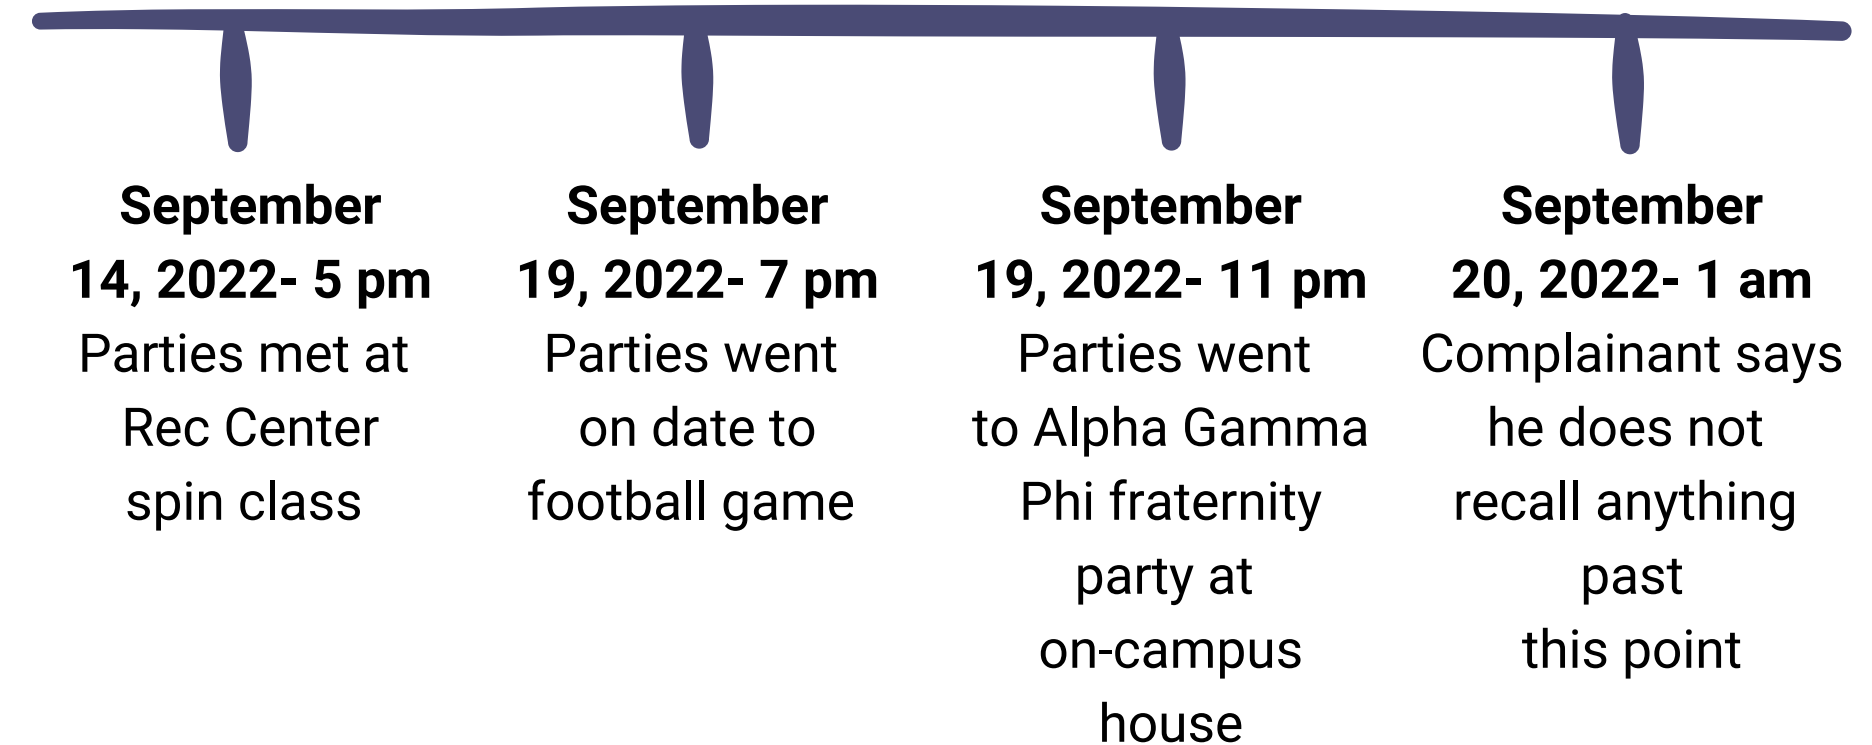 September
14, 2022- 5 pm
Parties met at
Rec Center
spin class
September
19, 2022- 7 pm
Parties went
on date to
football game
September
19, 2022- 11 pm
Parties went
to Alpha Gamma
Phi fraternity
party at
on-campus
house
September
20, 2022- 1 am
Complainant says
he does not
recall anything
past
this point